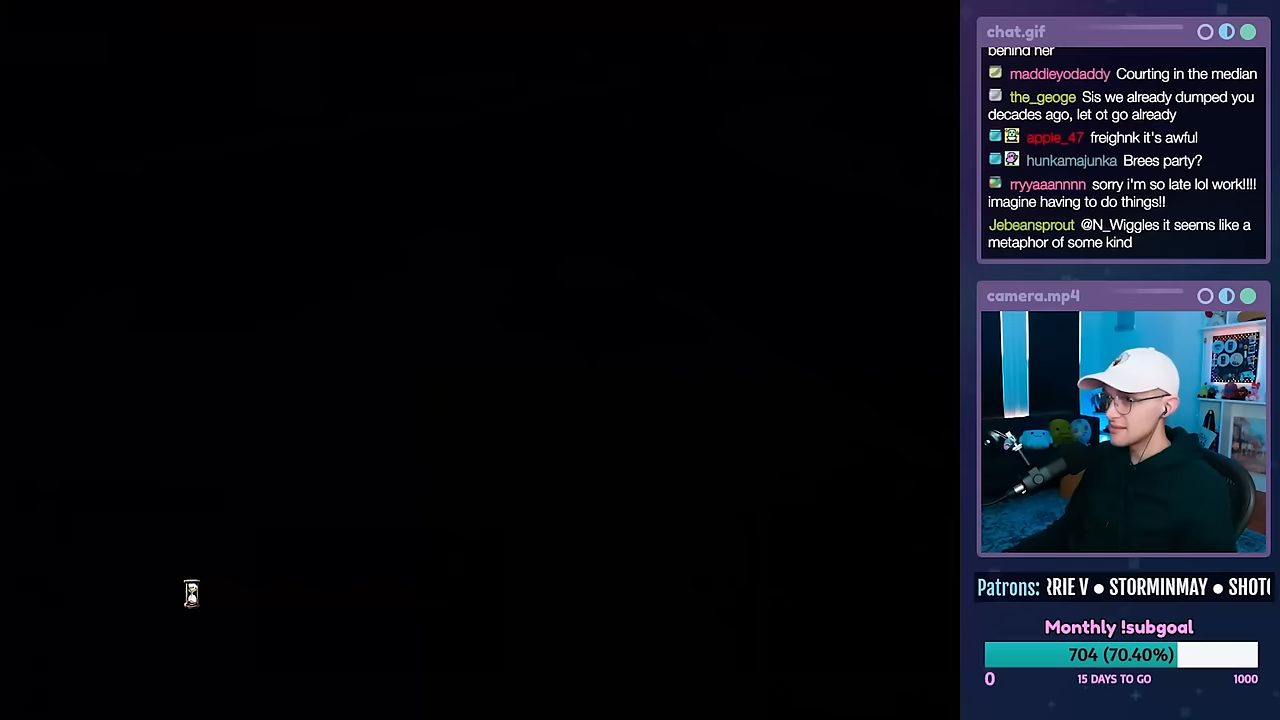 chat.gif
behind her
maddieyodaddy Courting in the median
the_geoge Sis we already dumped you
decades ago, let ot go already
appie_47 freighnk it's awful
hunkamajunka Brees party?
rryyaaannnn sorry i'm so late lol work!!!!
imagine having to do things!!
Jebeansprout @N_Wiggles it seems like a
metaphor of some kind
camera.mp4
Patrons: RRIE V ● STORMINMAY ● SHOT
Monthly !subgoal
704 (70.40%)
0 15 DAYS TO GO 1000